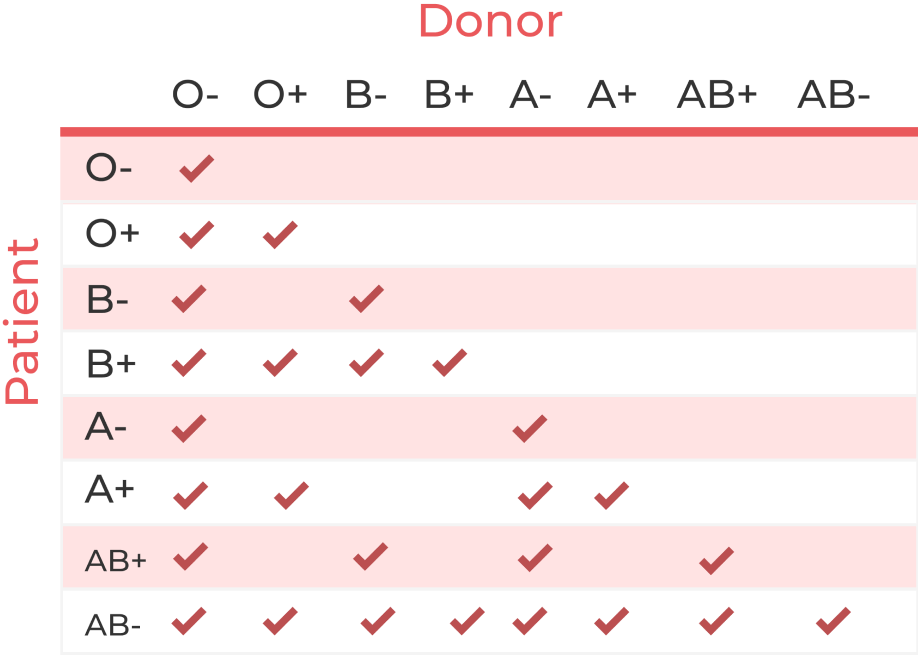 Donor
O- O+ B- B+ A- A+ AB+ AB-
Patient
O-
O+
B-
B+
A-
A+
AB+
AB-